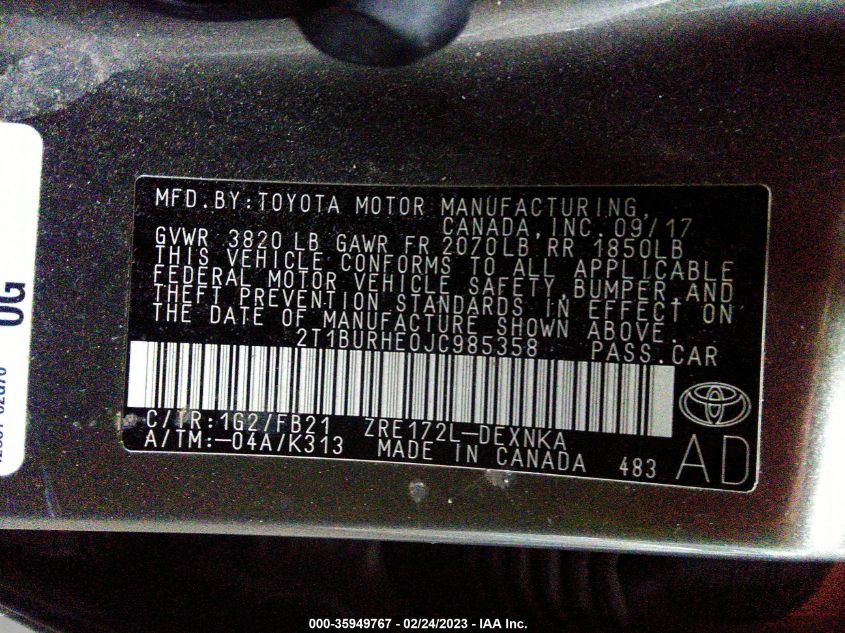 MFD.BY:TOYOTA MOTOR MANUFACTURING,
CANADA,INC. 09/17
GVWR 3820 LB GAWR FR 2070LB RR 1850LB
THIS VEHICLE CONFORMS TO ALL APPLICABLE
FEDERAL MOTOR VEHICLE SAFETY,BUMPER,AND
THEFT PREVENTION STANDARDS IN EFFECT ON
THE DATE OF MANUFACTURE SHOWN ABOVE.
2T1BURHE0JC985358 PASS.CAR
C/TR:1G2/FB21 ZRE172L-DEXNKA
A/TM:-04A/K313 MADE IN CANADA 483
AD
000-35949767 - 02/24/2023 - IAA Inc.